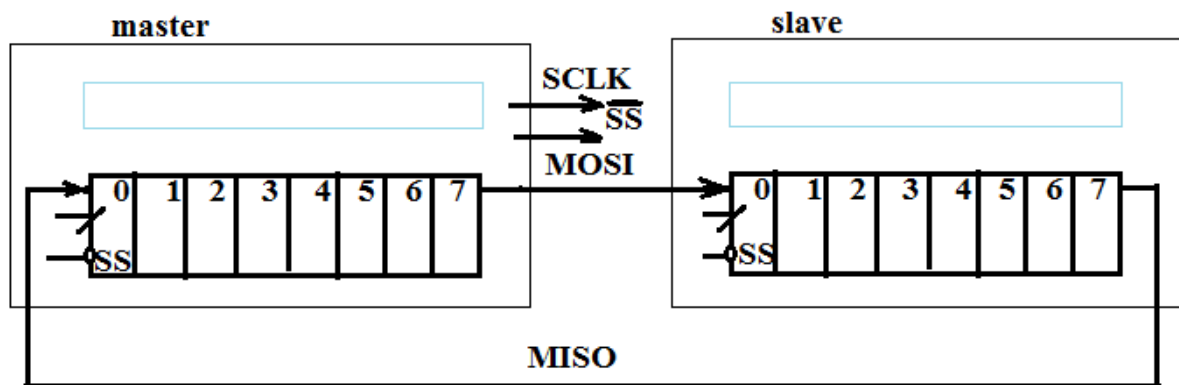 master
slave
SCLK
S̅S̅
MOSI
0 1 2 3 4 5 6 7
SS
0 1 2 3 4 5 6 7
SS
MISO